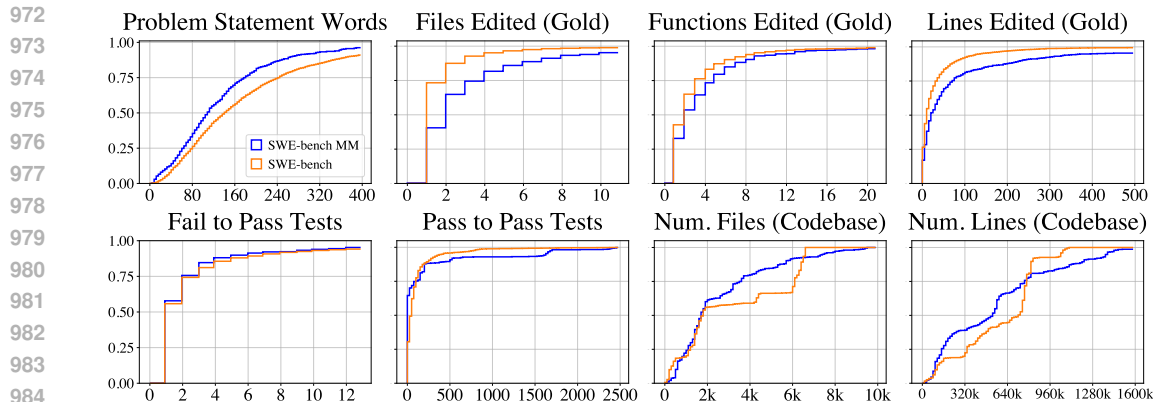 972
973
974
975
976
977
978
979
980
981
982
983
984
Problem Statement Words
Files Edited (Gold)
Functions Edited (Gold)
Lines Edited (Gold)
1.00
0.75
0.50
0.25
0.00
SWE-bench MM
SWE-bench
0 80 160 240 320 400
0 2 4 6 8 10
0 4 8 12 16 20
0 100 200 300 400 500
Fail to Pass Tests
Pass to Pass Tests
Num. Files (Codebase)
Num. Lines (Codebase)
1.00
0.75
0.50
0.25
0.00
0 2 4 6 8 10 12
0 500 1000 1500 2000 2500
0 2k 4k 6k 8k 10k
0 320k 640k 960k 1280k 1600k